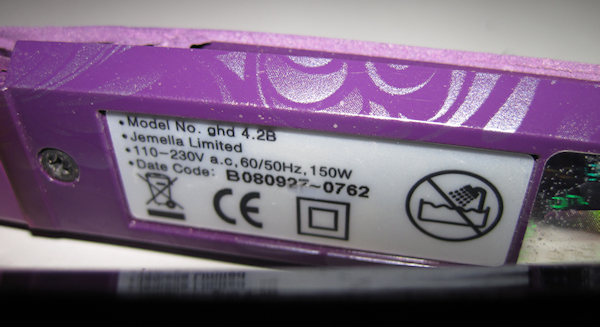 •Model No. ghd 4.2B
•Jemella Limited
•110-230V a.c,60/50Hz,150W
•Date Code: B080927~0762
CE